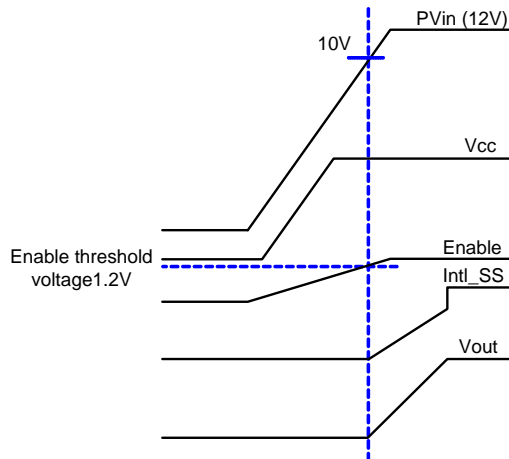 PVin (12V)
10V
Vcc
Enable threshold
voltage1.2V
Enable
Intl_SS
Vout